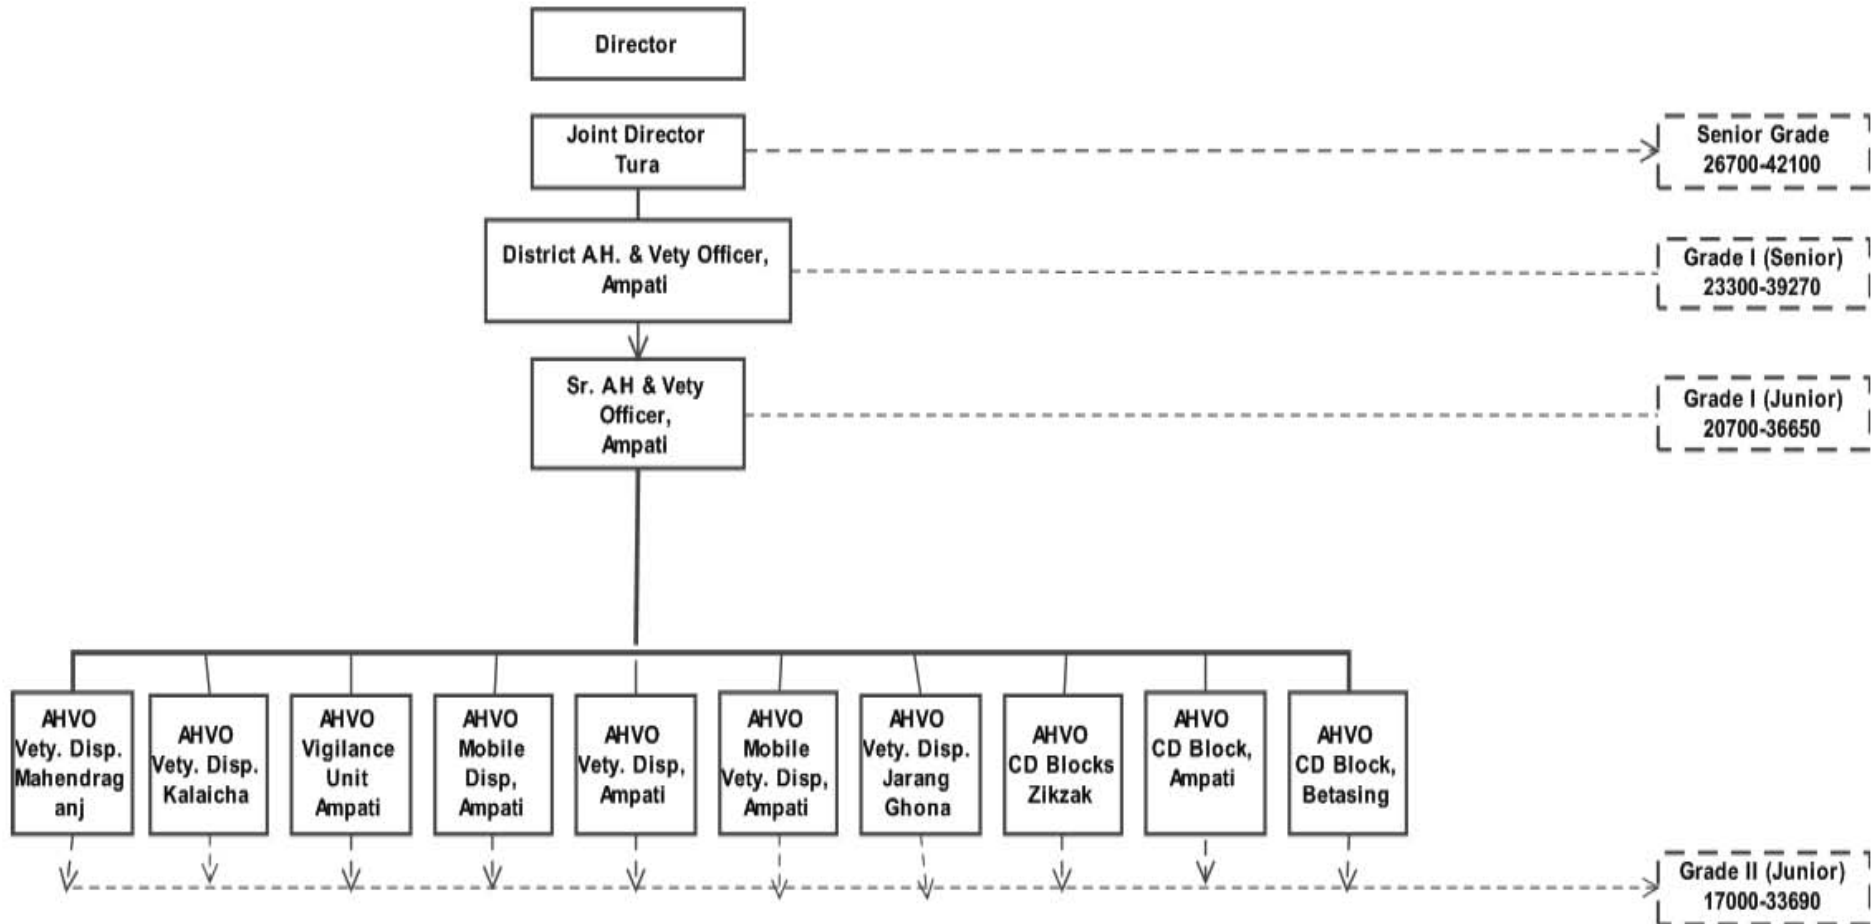 Director
Joint Director
Tura
Senior Grade
26700-42100
District A.H. & Vety Officer,
Ampati
Grade I (Senior)
23300-39270
Sr. A.H & Vety
Officer,
Ampati
Grade I (Junior)
20700-36650
AHVO
Vety. Disp.
Mahendrag
anj
AHVO
Vety. Disp.
Kalaicha
AHVO
Vigilance
Unit
Ampati
AHVO
Mobile
Disp,
Ampati
AHVO
Vety. Disp,
Ampati
AHVO
Mobile
Vety. Disp,
Ampati
AHVO
Vety. Disp.
Jarang
Ghona
AHVO
CD Blocks
Zikzak
AHVO
CD Block,
Ampati
AHVO
CD Block,
Betasing
Grade II (Junior)
17000-33690